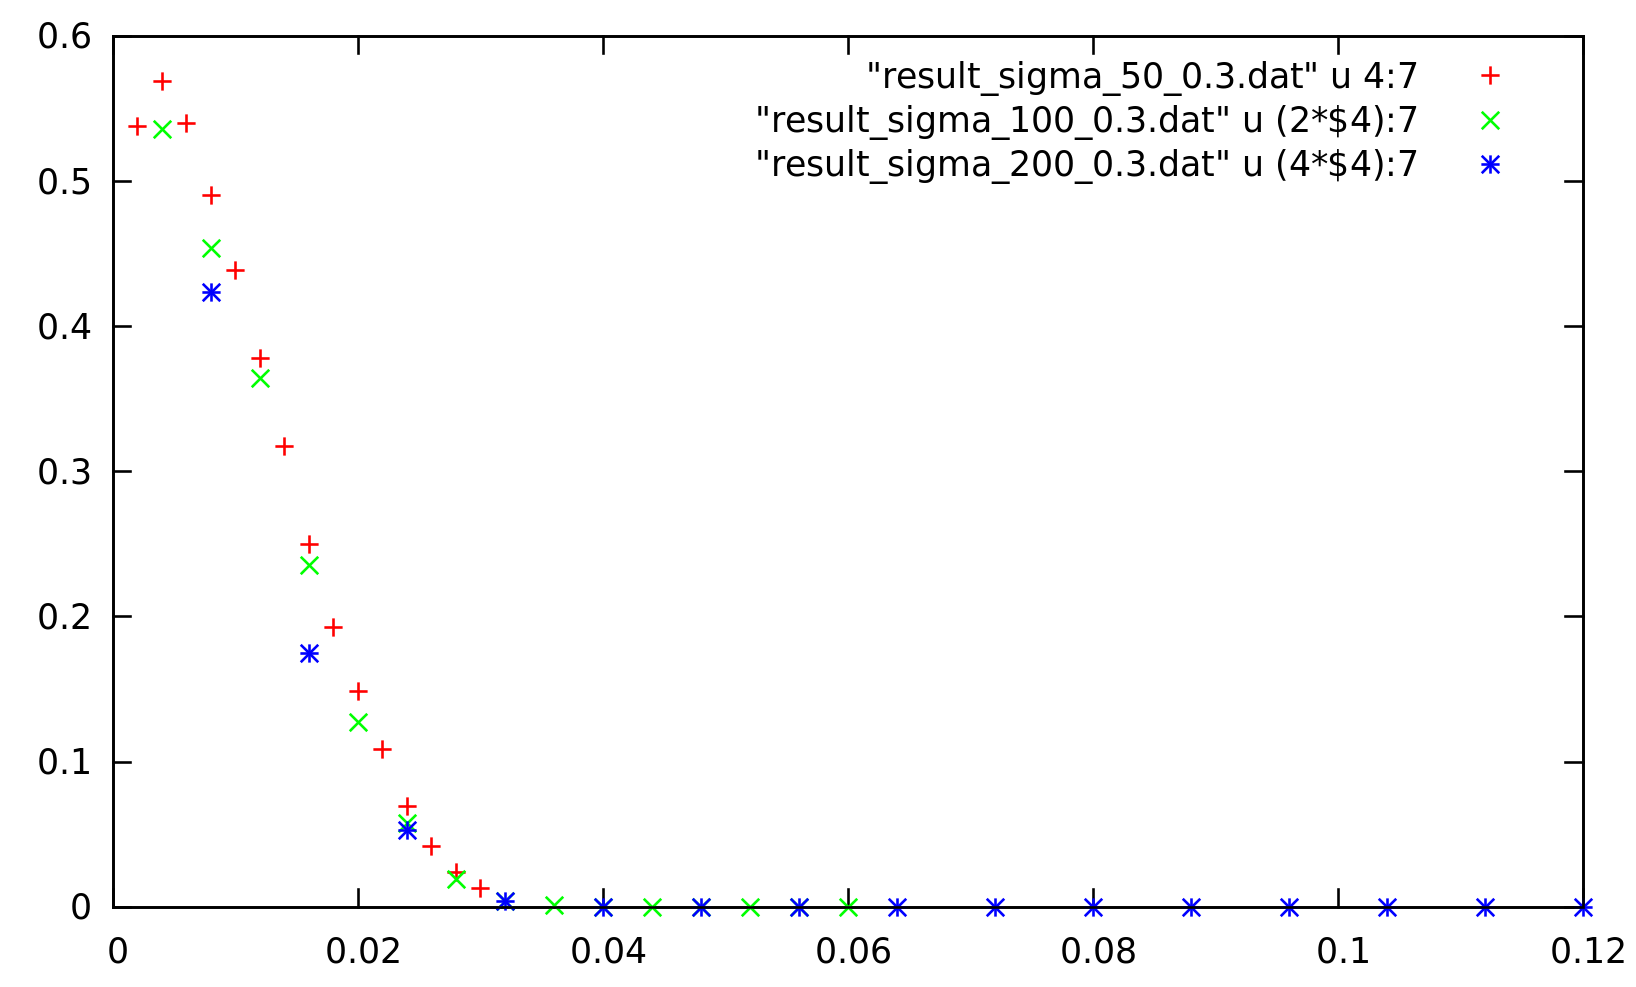 0.6
0.5
0.4
0.3
0.2
0.1
0
"result_sigma_50_0.3.dat" u 4:7
"result_sigma_100_0.3.dat" u (2*$4):7
"result_sigma_200_0.3.dat" u (4*$4):7
0 0.02 0.04 0.06 0.08 0.1 0.12